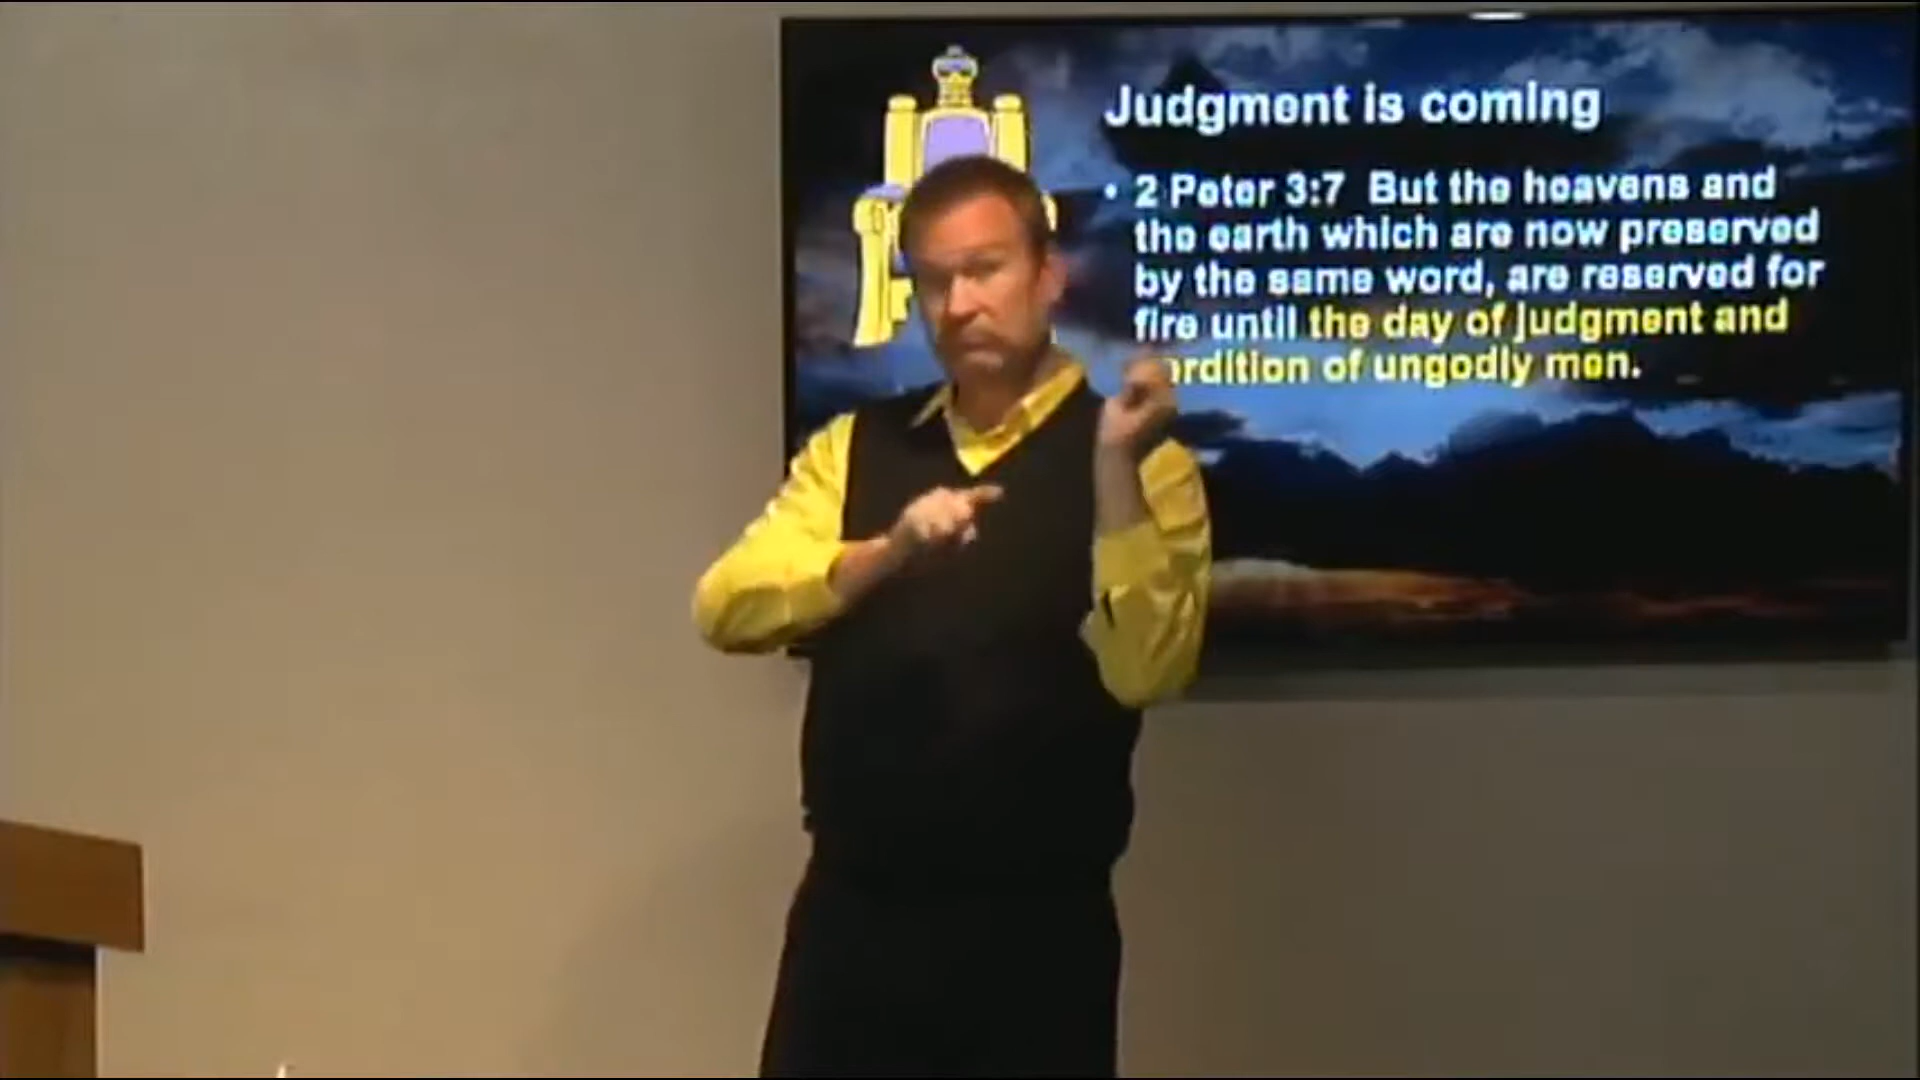 Judgment is coming
• 2 Peter 3:7 But the heavens and
the earth which are now preserved
by the same word, are reserved for
fire until the day of judgment and
of ungodly men.